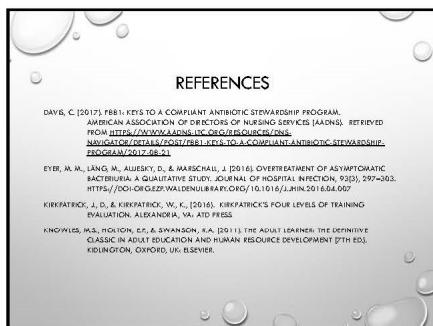 REFERENCES
DAVIS, C. (2017). F881: KEYS TO A COMPLIANT ANTIBIOTIC STEWARDSHIP PROGRAM.
AMERICAN ASSOCIATION OF DIRECTORS OF NURSING SERVICES (AADNS). RETRIEVED
FROM HTTPS://WWW.AADNS-LTC.ORG/RESOURCES/DNS-
NAVIGATOR/DETAILS/POST/F881-KEYS-TO-A-COMPLIANT-ANTIBIOTIC-STEWARDSHIP-
PROGRAM/2017-08-21
EYER, M. M., LÄNG, M., AUJESKY, D., & MARSCHALL, J. (2016). OVERTREATMENT OF ASYMPTOMATIC
BACTERIURIA: A QUALITATIVE STUDY. JOURNAL OF HOSPITAL INFECTION, 93(3), 297–303.
HTTPS://DOI-ORG.EZP.WALDENULIBRARY.ORG/10.1016/J.JHIN.2016.04.007
KIRKPATRICK, J., D., & KIRKPATRICK, W., K., (2016). KIRKPATRICK'S FOUR LEVELS OF TRAINING
EVALUATION. ALEXANDRIA, VA: ATD PRESS
KNOWLES, M.S., HOLTON, E.F., & SWANSON, R.A. (2011). THE ADULT LEARNER: THE DEFINITIVE
CLASSIC IN ADULT EDUCATION AND HUMAN RESOURCE DEVELOPMENT (7TH ED).
KIDLINGTON, OXFORD, UK: ELSEVIER.